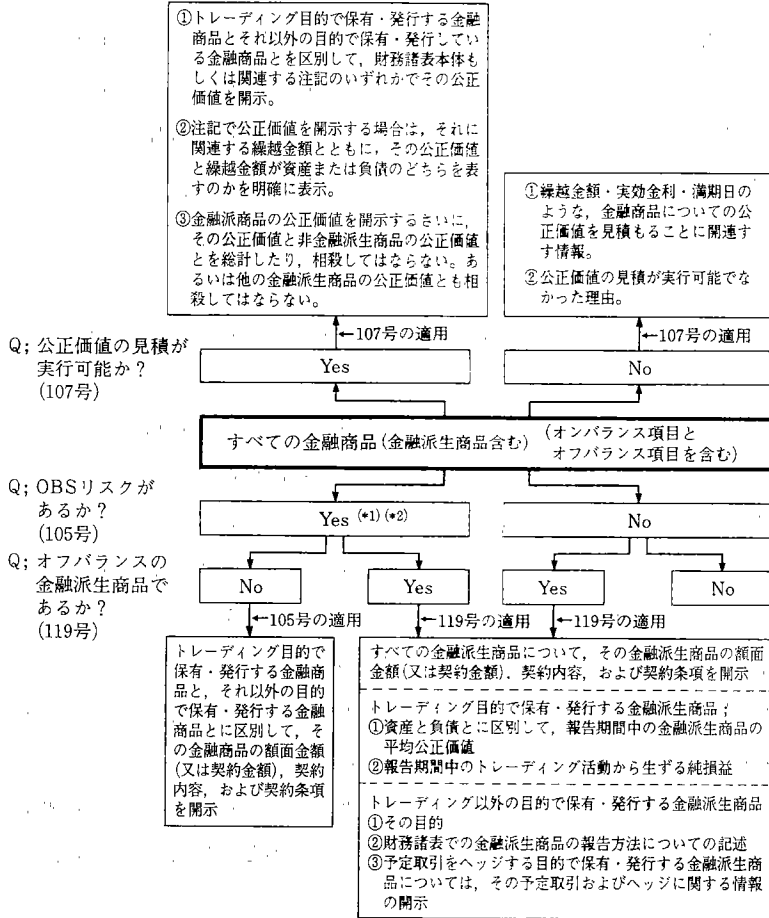 ①トレーディング目的で保有・発行する金融
商品とそれ以外の目的で保有・発行してい
る金融商品とを区別して，財務諸表本体も
しくは関連する注記のいずれかでその公正
価値を開示。
②注記で公正価値を開示する場合は，それに
関連する繰越金額とともに，その公正価値
と繰越金額が資産または負債のどちらを表
すのかを明確に表示。
③金融派商品の公正価値を開示するさいに，
その公正価値と非金融派生商品の公正価値
とを総計したり，相殺してはならない。あ
るいは他の金融派生商品の公正価値とも相
殺してはならない。
①繰越金額・実効金利・満期日の
ような，金融商品についての公
正価値を見積もることに関連す
す情報。
②公正価値の見積が実行可能でな
かった理由。
←107号の適用
←107号の適用
Q; 公正価値の見積が
実行可能か？
(107号)
Yes
No
すべての金融商品(金融派生商品含む)
(オンバランス項目と
オフバランス項目を含む)
Q; OBSリスクが
あるか？
(105号)
Yes (*1) (*2)
No
Q; オフバランスの
金融派生商品で
あるか？
(119号)
No
Yes
Yes
No
←105号の適用
←119号の適用
←119号の適用
トレーディング目的で
保有・発行する金融商
品と，それ以外の目的
で保有・発行する金融
商品とに区別して，そ
の金融商品の額面金額
(又は契約金額)，契約
内容，および契約条項
を開示
すべての金融派生商品について，その金融派生商品の額面
金額(又は契約金額)．契約内容，および契約条項を開示
トレーディング目的で保有・発行する金融派生商品；
①資産と負債とに区別して，報告期間中の金融派生商品の
平均公正価値
②報告期間中のトレーディング活動から生ずる純損益
トレーディング以外の目的で保有・発行する金融派生商品
①その目的
②財務諸表での金融派生商品の報告方法についての記述
③予定取引をヘッジする目的で保有・発行する金融派生商
品については，その予定取引およびヘッジに関する情報
の開示